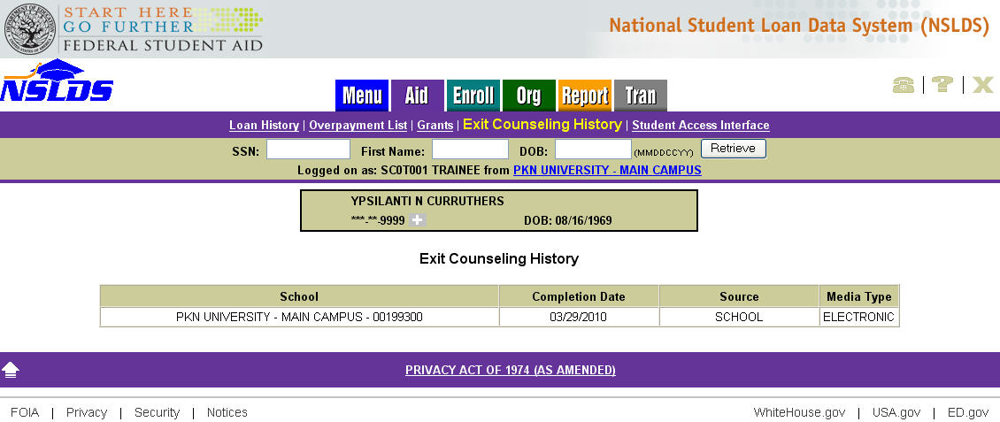 START HERE
GO FURTHER
FEDERAL STUDENT AID
National Student Loan Data System (NSLDS)
NSLDS
Menu Aid Enroll Org Report Tran
?  X
Loan History | Overpayment List | Grants | Exit Counseling History | Student Access Interface
SSN: First Name: DOB: (MMDDCCYY) Retrieve
Logged on as: SC0T001 TRAINEE from PKN UNIVERSITY - MAIN CAMPUS
YPSILANTI N CURRUTHERS
***-**-9999 + DOB: 08/16/1969
Exit Counseling History
School Completion Date Source Media Type
PKN UNIVERSITY - MAIN CAMPUS - 00199300 03/29/2010 SCHOOL ELECTRONIC
PRIVACY ACT OF 1974 (AS AMENDED)
FOIA | Privacy | Security | Notices WhiteHouse.gov | USA.gov | ED.gov